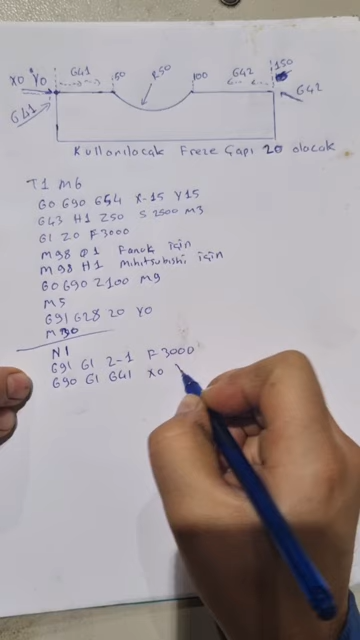 150
X0 Y0 G41 50 R50 100 G42
G41 G42
Kullanılacak Freze Çapı 20 olacak
T1 M6
G0 G90 G54 X-15 Y15
G43 H1 Z50 S2500 M3
G1 Z0 F3000
M98 Q1 Fanuk için
M98 H1 Mihitsubishi için
G0 G90 Z100 M9
M5
G91 G28 Z0 Y0
M30
N1
G91 G1 Z-1 F3000
G90 G1 G41 X0